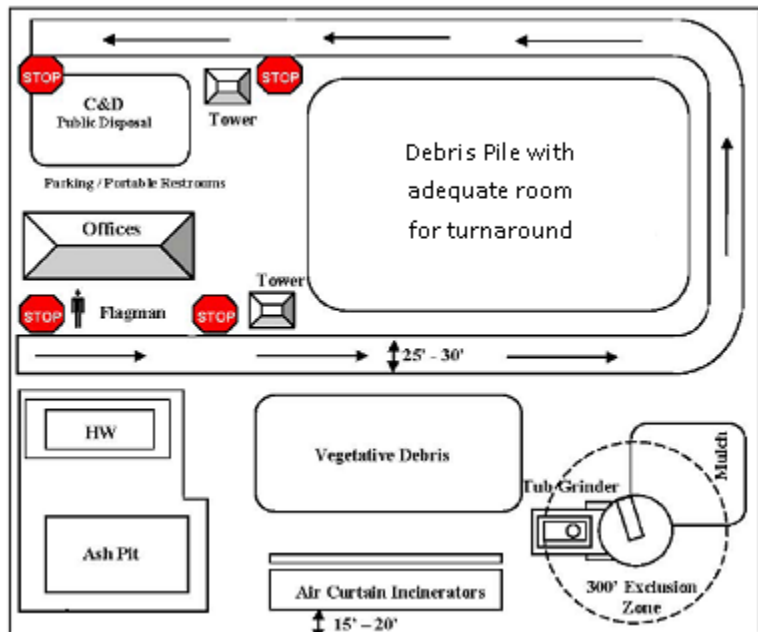 STOP
STOP
C&D
Public Disposal
Tower
Debris Pile with
adequate room
for turnaround
Parking / Portable Restrooms
Offices
Tower
STOP
Flagman
STOP
25' - 30'
HW
Vegetative Debris
Mulch
Tub Grinder
Ash Pit
Air Curtain Incinerators
300' Exclusion
Zone
15' – 20'